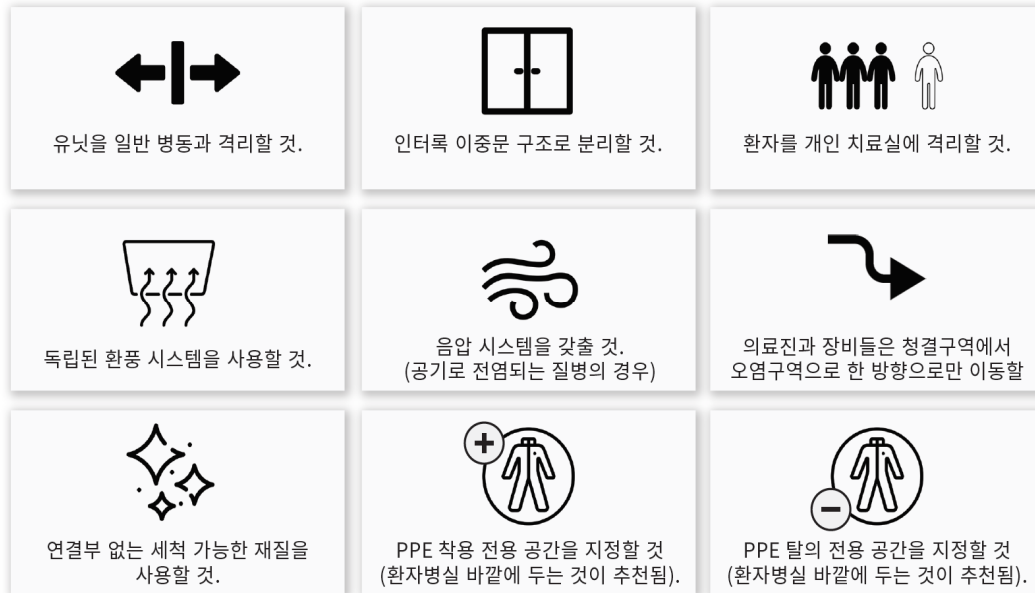 유닛을 일반 병동과 격리할 것.
인터록 이중문 구조로 분리할 것.
환자를 개인 치료실에 격리할 것.
독립된 환풍 시스템을 사용할 것.
음압 시스템을 갖출 것.
(공기로 전염되는 질병의 경우)
의료진과 장비들은 청결구역에서
오염구역으로 한 방향으로만 이동할
연결부 없는 세척 가능한 재질을
사용할 것.
PPE 착용 전용 공간을 지정할 것
(환자병실 바깥에 두는 것이 추천됨).
PPE 탈의 전용 공간을 지정할 것
(환자병실 바깥에 두는 것이 추천됨).